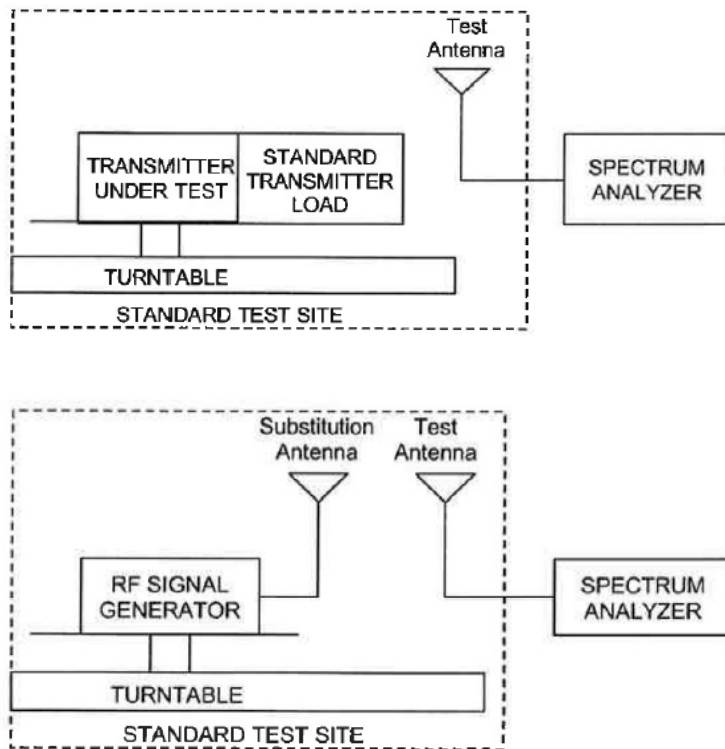 Test
Antenna
TRANSMITTER
UNDER TEST
STANDARD
TRANSMITTER
LOAD
SPECTRUM
ANALYZER
TURNTABLE
STANDARD TEST SITE
Substitution
Antenna
Test
Antenna
RF SIGNAL
GENERATOR
SPECTRUM
ANALYZER
TURNTABLE
STANDARD TEST SITE